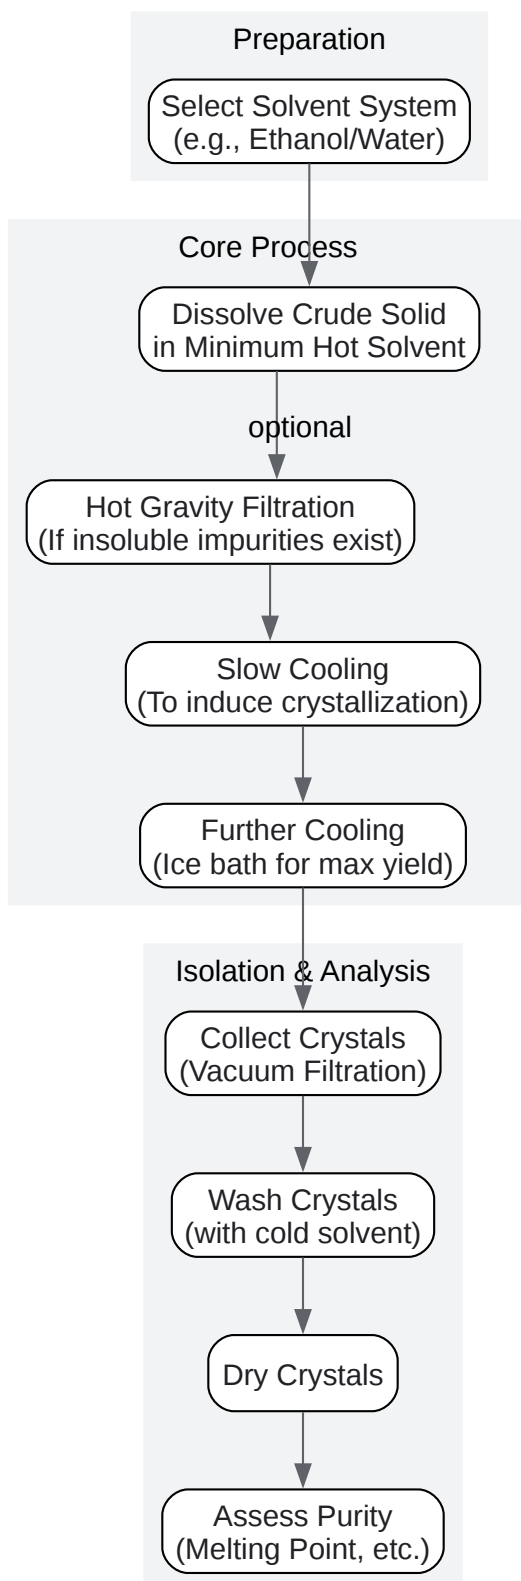 Preparation
Select Solvent System
(e.g., Ethanol/Water)
Core Process
Dissolve Crude Solid
in Minimum Hot Solvent
optional
Hot Gravity Filtration
(If insoluble impurities exist)
Slow Cooling
(To induce crystallization)
Further Cooling
(Ice bath for max yield)
Isolation & Analysis
Collect Crystals
(Vacuum Filtration)
Wash Crystals
(with cold solvent)
Dry Crystals
Assess Purity
(Melting Point, etc.)